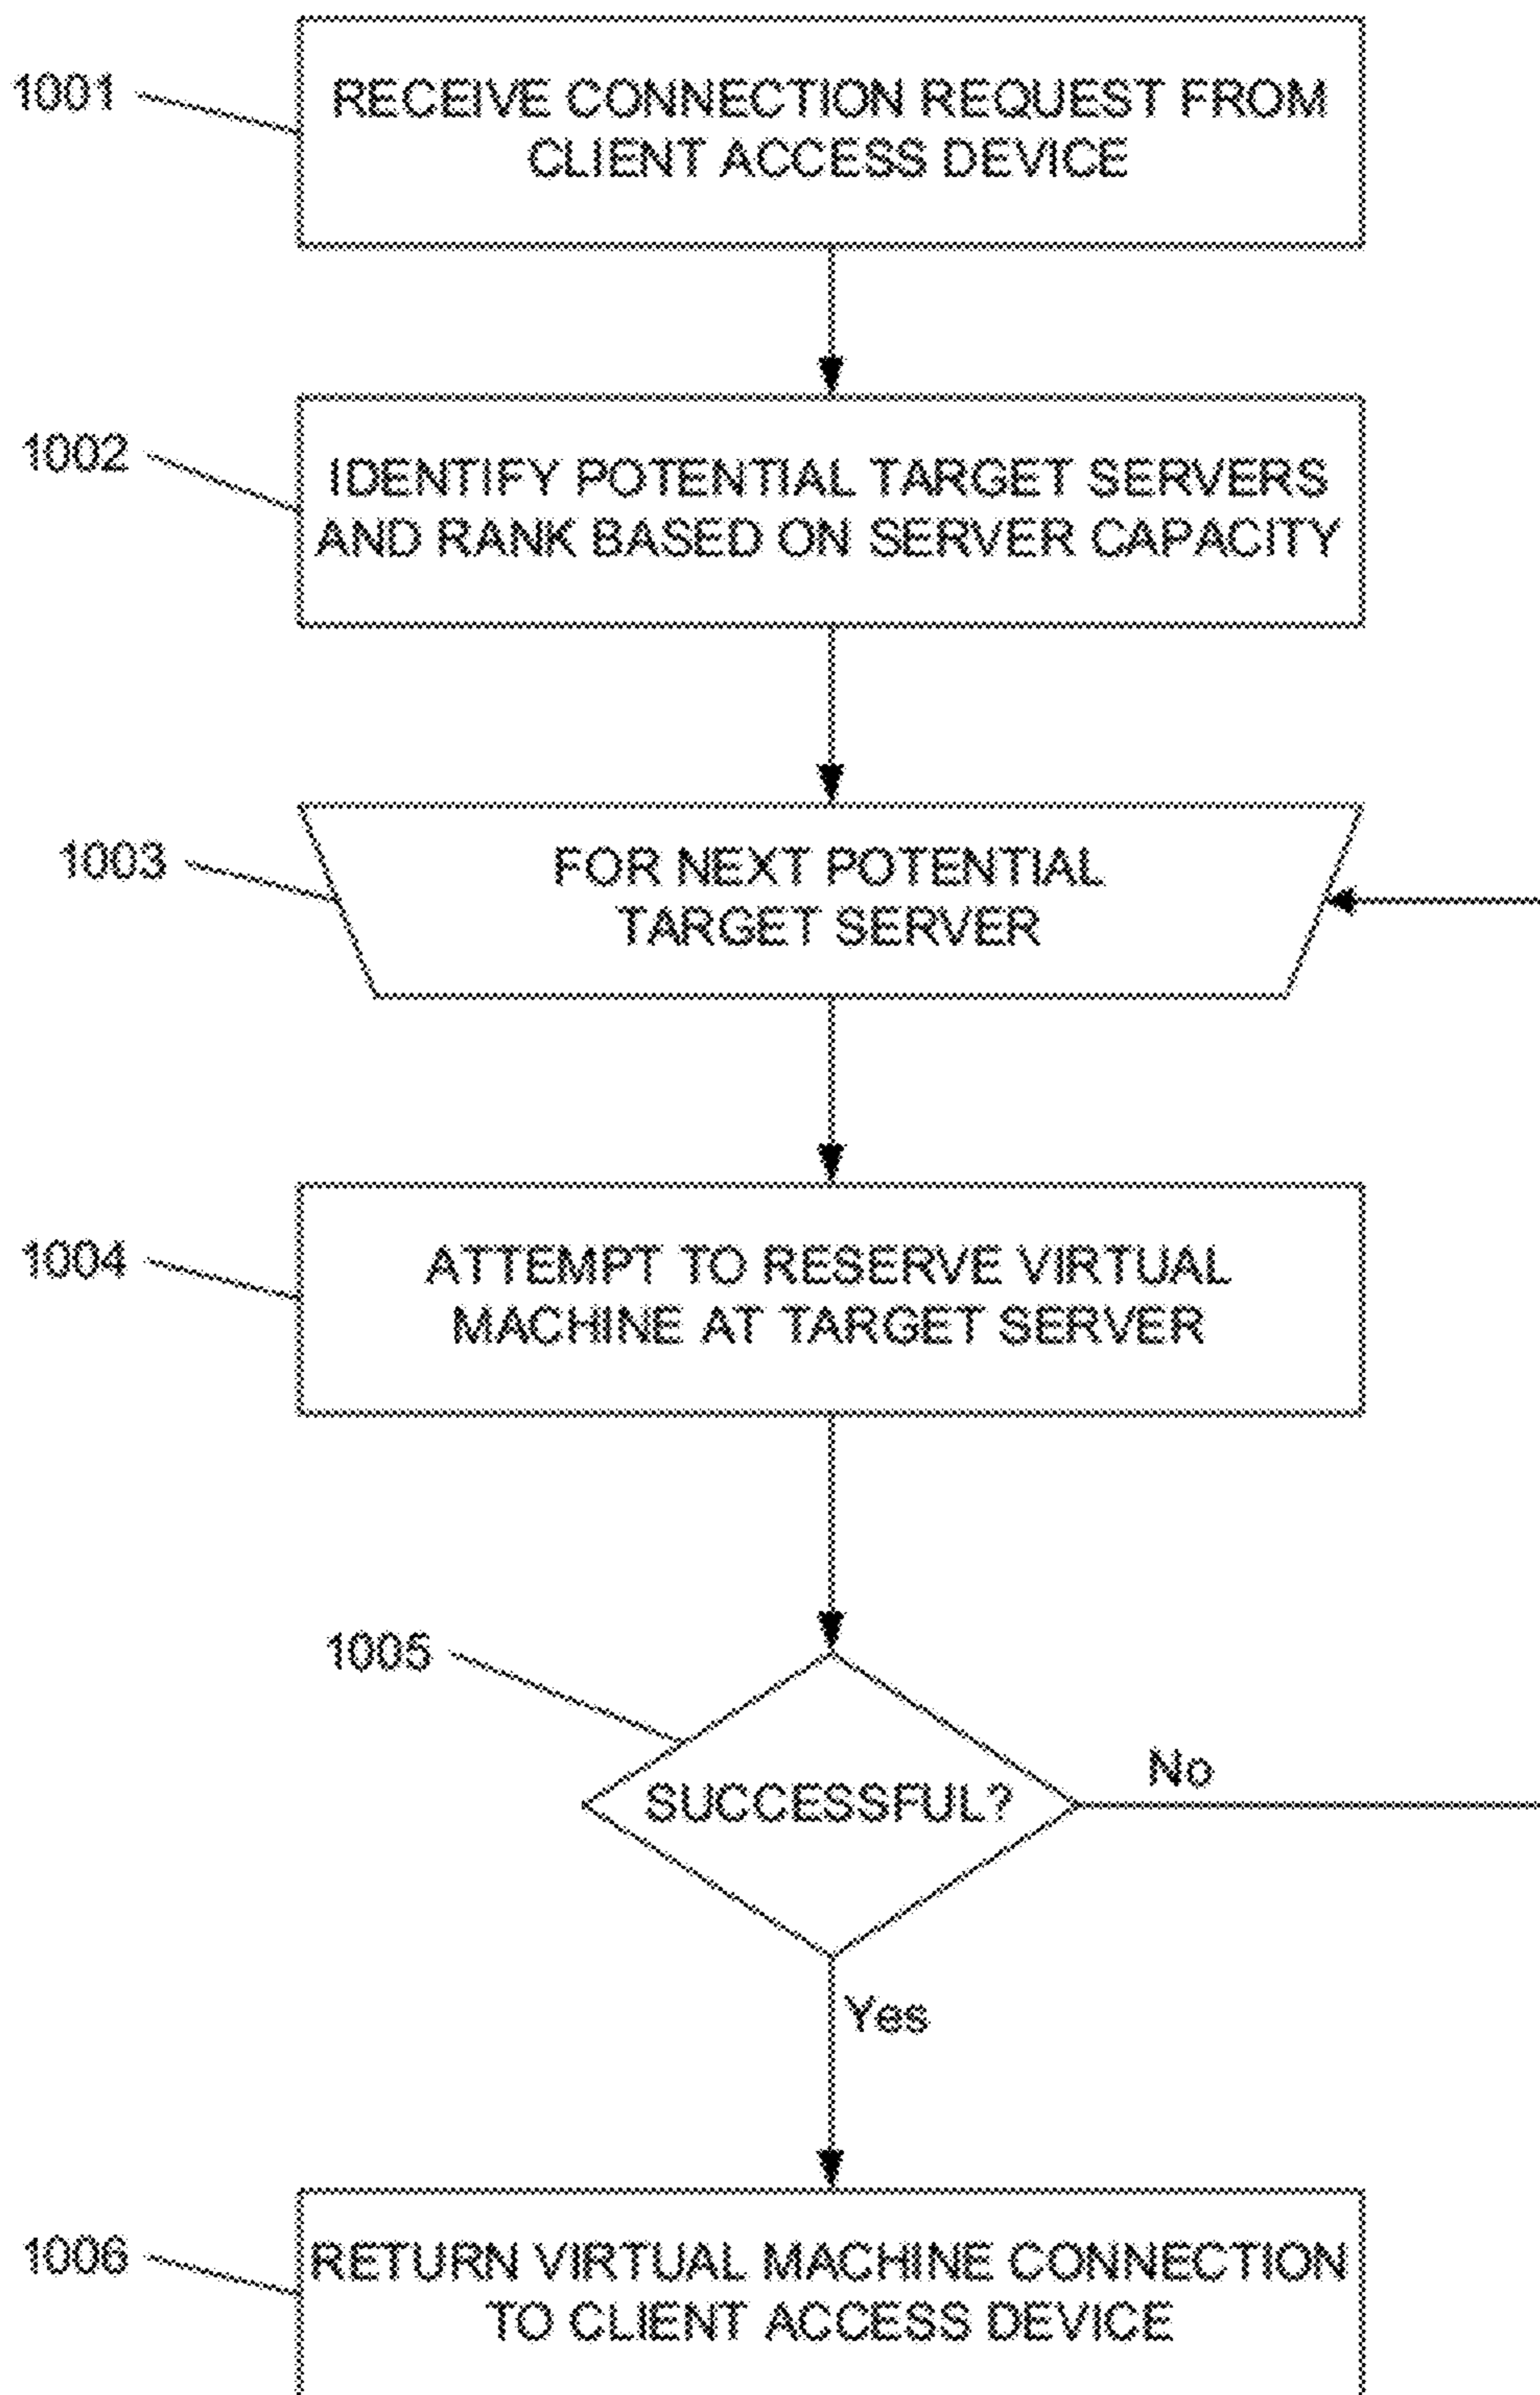 1001
RECEIVE CONNECTION REQUEST FROM
CLIENT ACCESS DEVICE
1002
IDENTIFY POTENTIAL TARGET SERVERS
AND RANK BASED ON SERVER CAPACITY
1003
FOR NEXT POTENTIAL
TARGET SERVER
1004
ATTEMPT TO RESERVE VIRTUAL
MACHINE AT TARGET SERVER
1005
SUCCESSFUL?
No
Yes
1006
RETURN VIRTUAL MACHINE CONNECTION
TO CLIENT ACCESS DEVICE